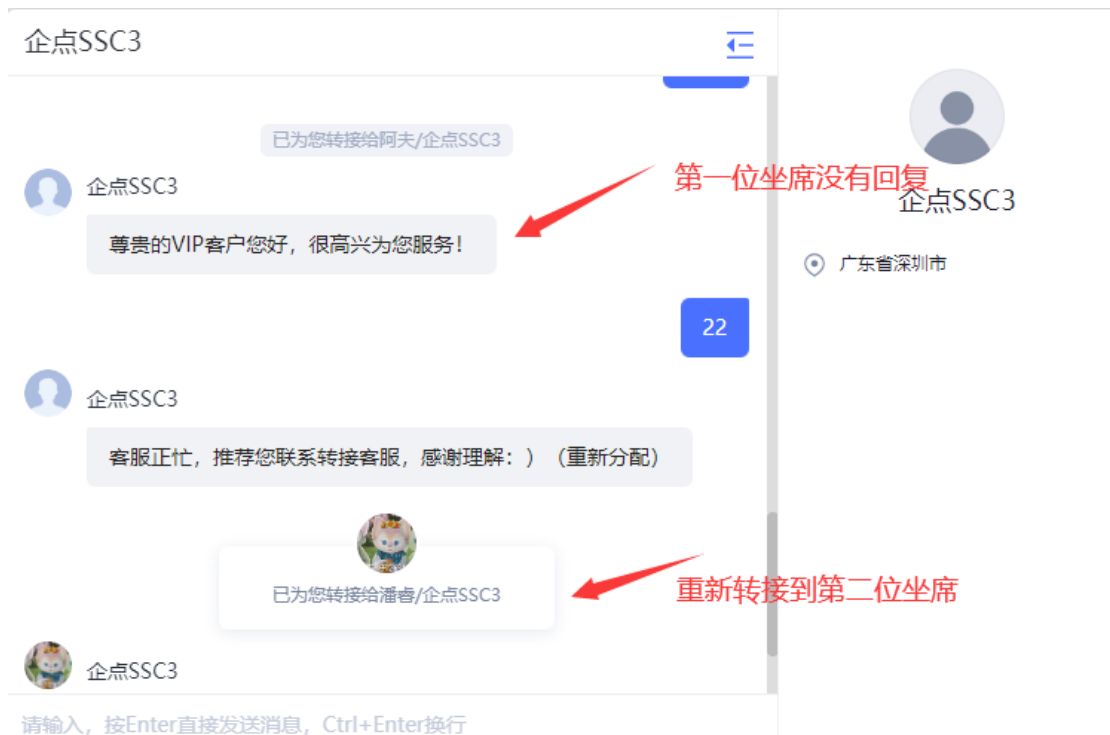 企点SSC3
已为您转接给阿夫/企点SSC3
企点SSC3
第一位坐席没有回复
企点SSC3
尊贵的VIP客户您好，很高兴为您服务！
广东省深圳市
22
企点SSC3
客服正忙，推荐您联系转接客服，感谢理解：）（重新分配）
已为您转接给潘睿/企点SSC3
重新转接到第二位坐席
企点SSC3
请输入，按Enter直接发送消息，Ctrl+Enter换行